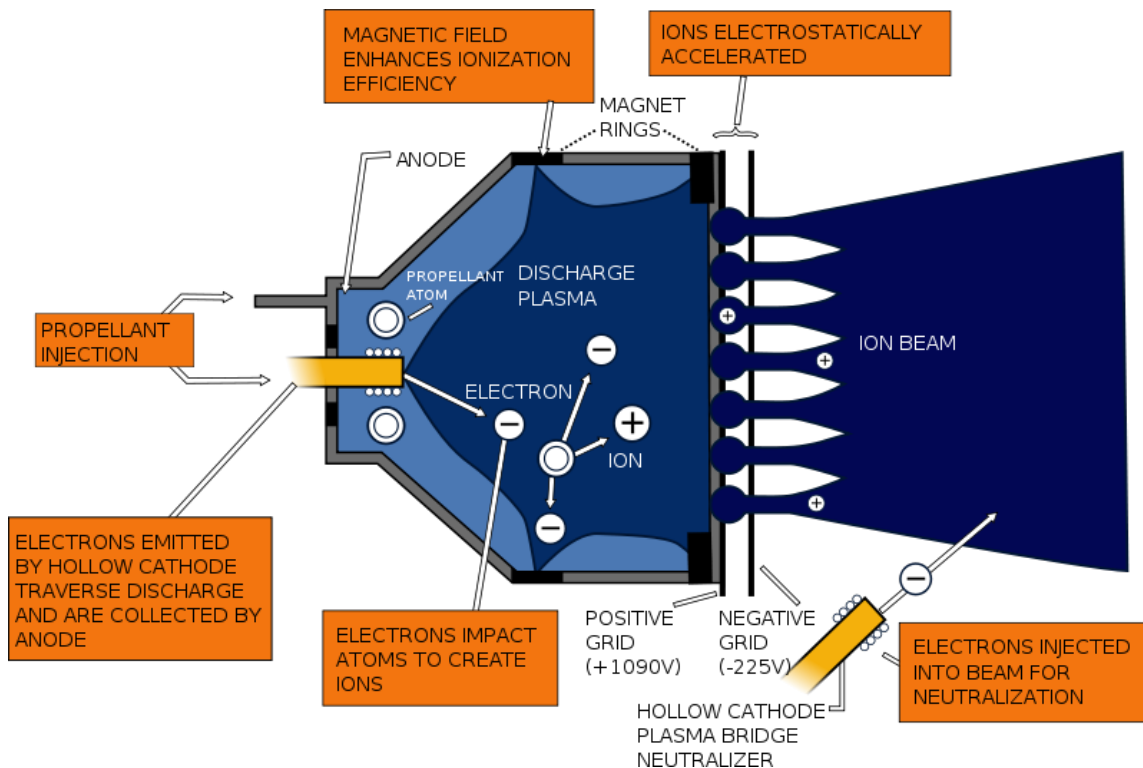 MAGNETIC FIELD
ENHANCES IONIZATION
EFFICIENCY
IONS ELECTROSTATICALLY
ACCELERATED
MAGNET
RINGS
ANODE
PROPELLANT
ATOM
DISCHARGE
PLASMA
PROPELLANT
INJECTION
ION BEAM
ELECTRON
ION
ELECTRONS EMITTED
BY HOLLOW CATHODE
TRAVERSE DISCHARGE
AND ARE COLLECTED BY
ANODE
ELECTRONS IMPACT
ATOMS TO CREATE
IONS
POSITIVE
GRID
(+1090V)
NEGATIVE
GRID
(-225V)
HOLLOW CATHODE
PLASMA BRIDGE
NEUTRALIZER
ELECTRONS INJECTED
INTO BEAM FOR
NEUTRALIZATION